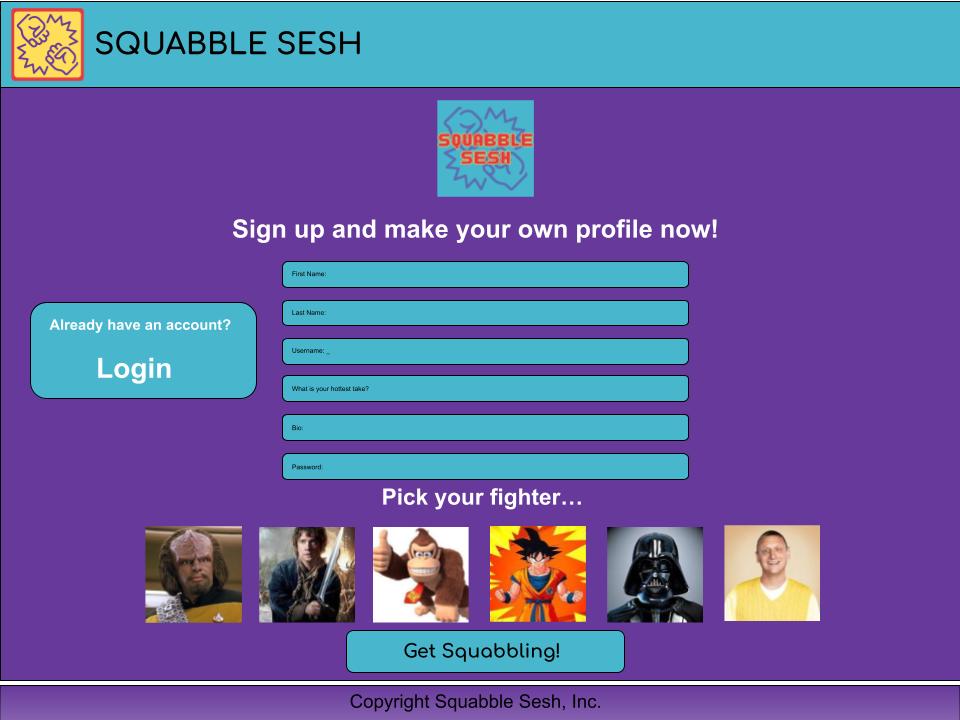 SQUABBLE SESH
SQUABBLE
SESH
Sign up and make your own profile now!
First Name:
Last Name:
Already have an account?
Login
Username: _
What is your hottest take?
Bio:
Password:
Pick your fighter…
Get Squabbling!
Copyright Squabble Sesh, Inc.